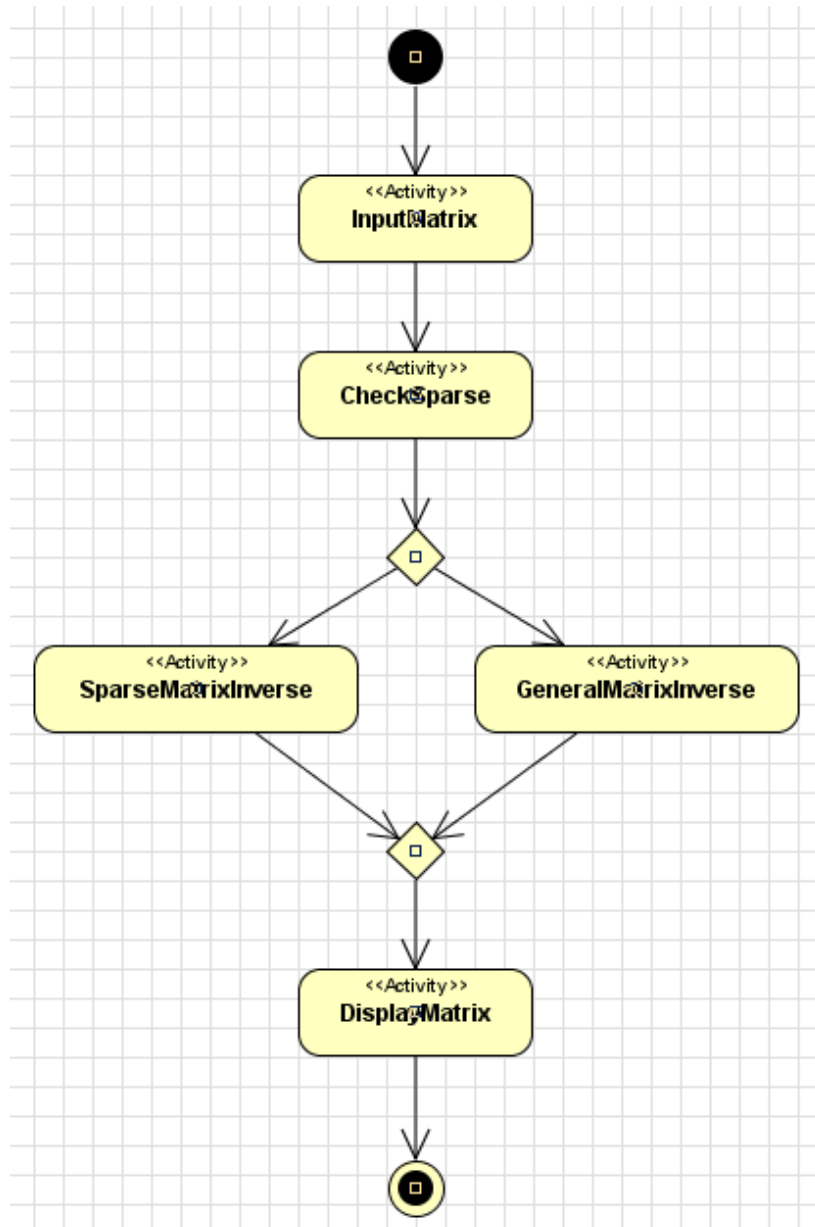 <<Activity>>
InputMatrix
<<Activity>>
CheckSparse
<<Activity>>
SparseMatrixInverse
<<Activity>>
GeneralMatrixInverse
<<Activity>>
DisplayMatrix